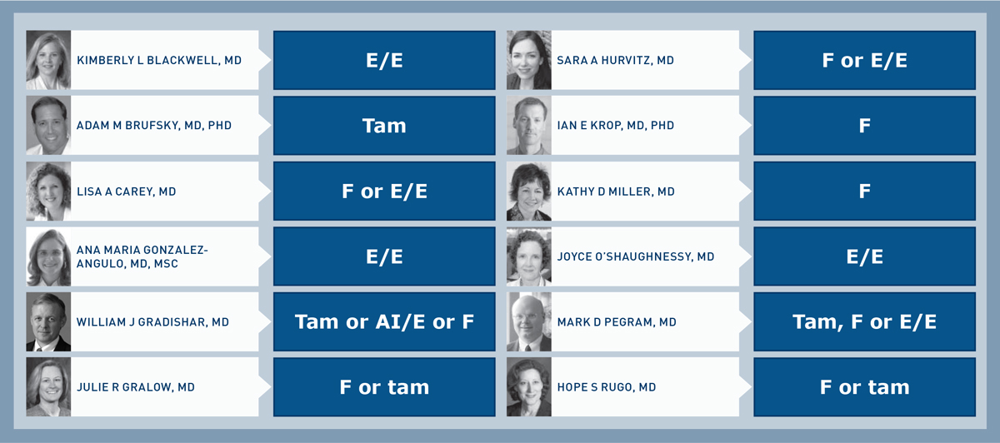 KIMBERLY L BLACKWELL, MD
E/E
SARA A HURVITZ, MD
F or E/E
ADAM M BRUFSKY, MD, PHD
Tam
IAN E KROP, MD, PHD
F
LISA A CAREY, MD
F or E/E
KATHY D MILLER, MD
F
ANA MARIA GONZALEZ-
ANGULO, MD, MSC
E/E
JOYCE O'SHAUGHNESSY, MD
E/E
WILLIAM J GRADISHAR, MD
Tam or AI/E or F
MARK D PEGRAM, MD
Tam, F or E/E
JULIE R GRALOW, MD
F or tam
HOPE S RUGO, MD
F or tam